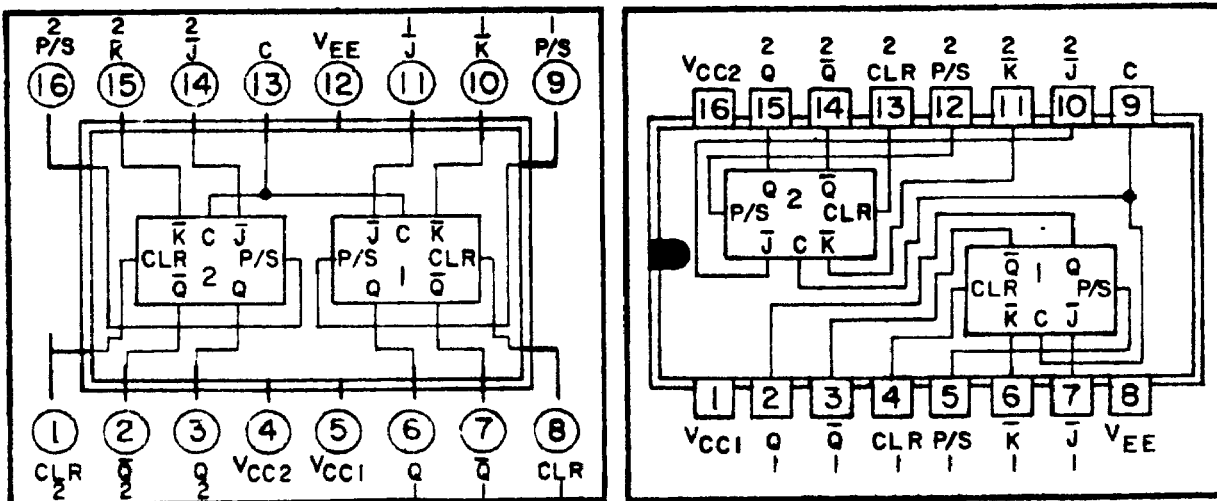 2 2 2 1 1 1
P/S K̅ J̅ C VEE J̅ K̅ P/S
16 15 14 13 12 11 10 9
K̅ C J̅ J̅ C K̅
CLR P/S P/S CLR
Q̅ 2 Q Q 1 Q̅
1 2 3 4 5 6 7 8
CLR Q̅ Q VCC2 VCC1 Q Q̅ CLR
2 2 2 1 1 1
2 2 2 2 2 2
VCC2 Q Q̅ CLR P/S K̅ J̅ C
16 15 14 13 12 11 10 9
Q 2 Q̅
P/S CLR
J̅ C K̅
Q̅ 1 Q
CLR P/S
K̅ C J̅
1 2 3 4 5 6 7 8
VCC1 Q Q̅ CLR P/S K̅ J̅ VEE
1 1 1 1 1 1